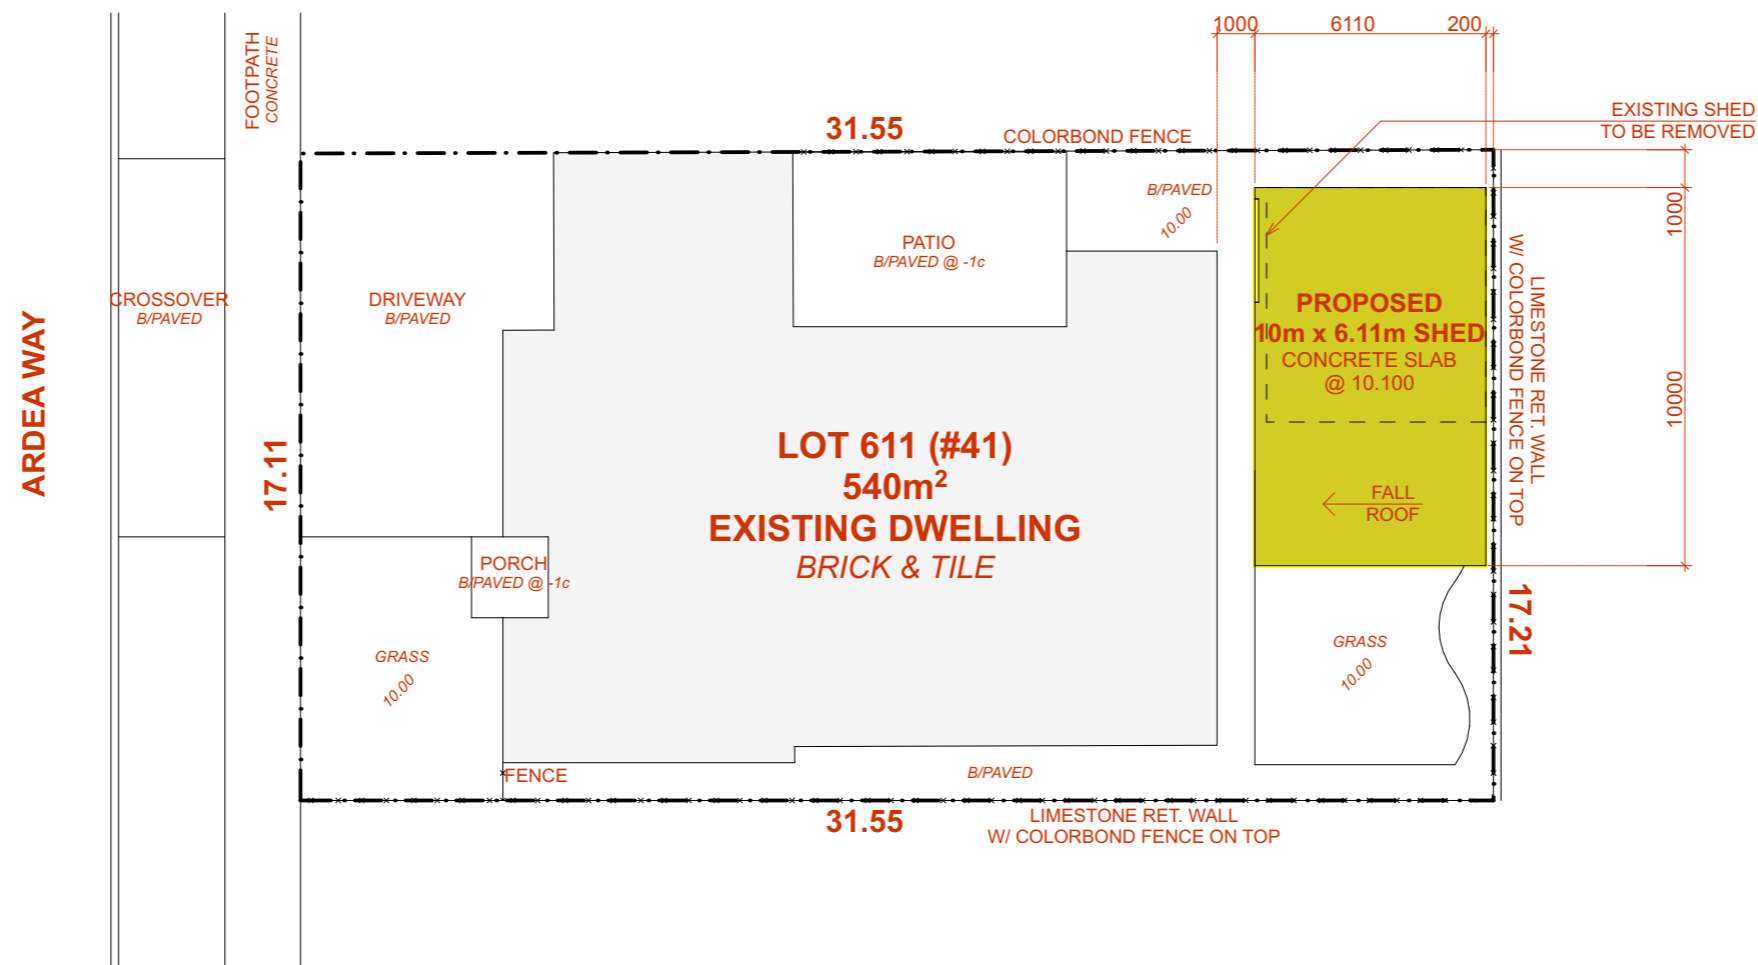 1000
6110
200
FOOTPATH
CONCRETE
EXISTING SHED
TO BE REMOVED
31.55
COLORBOND FENCE
B/PAVED
10.00
1000
PATIO
B/PAVED @ -1c
LIMESTONE RET. WALL
W/ COLORBOND FENCE ON TOP
CROSSOVER
B/PAVED
DRIVEWAY
B/PAVED
PROPOSED
10m x 6.11m SHED
CONCRETE SLAB
@ 10.100
10000
ARDEA WAY
17.11
LOT 611 (#41)
540m²
EXISTING DWELLING
BRICK & TILE
FALL
ROOF
PORCH
B/PAVED @ -1c
17.21
GRASS
10.00
GRASS
10.00
FENCE
B/PAVED
31.55
LIMESTONE RET. WALL
W/ COLORBOND FENCE ON TOP